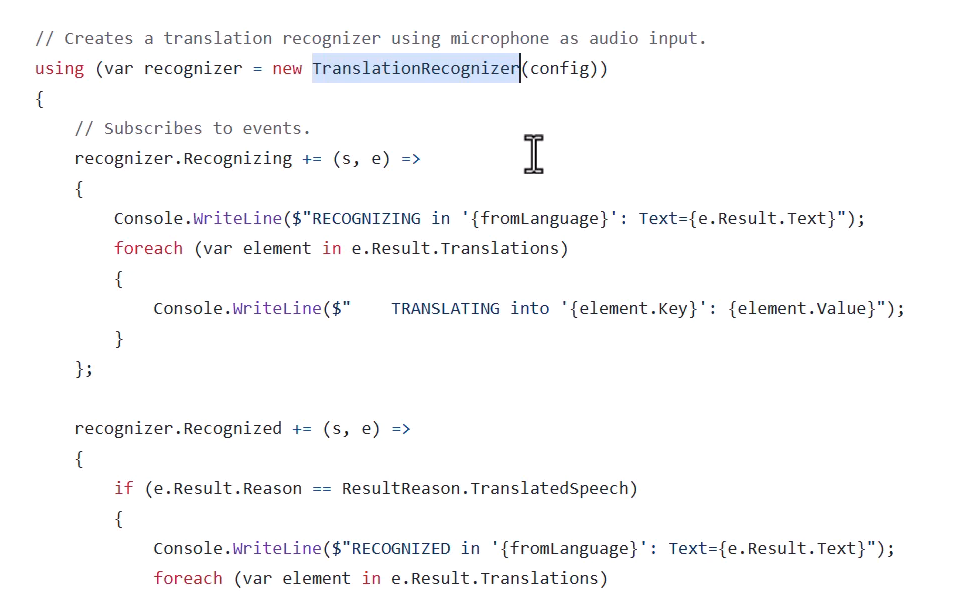 // Creates a translation recognizer using microphone as audio input.
using (var recognizer = new TranslationRecognizer(config))
{
    // Subscribes to events.
    recognizer.Recognizing += (s, e) =>
    {
        Console.WriteLine($"RECOGNIZING in '{fromLanguage}': Text={e.Result.Text}");
        foreach (var element in e.Result.Translations)
        {
            Console.WriteLine($"    TRANSLATING into '{element.Key}': {element.Value}");
        }
    };

    recognizer.Recognized += (s, e) =>
    {
        if (e.Result.Reason == ResultReason.TranslatedSpeech)
        {
            Console.WriteLine($"RECOGNIZED in '{fromLanguage}': Text={e.Result.Text}");
            foreach (var element in e.Result.Translations)